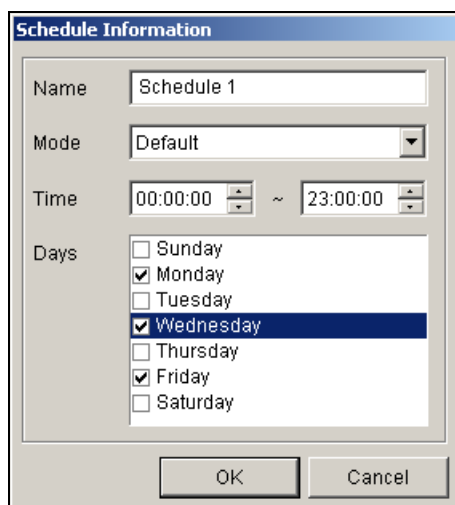 Schedule Information
Name Schedule 1
Mode Default
Time 00:00:00 ~ 23:00:00
Days
Sunday
Monday
Tuesday
Wednesday
Thursday
Friday
Saturday
OK Cancel